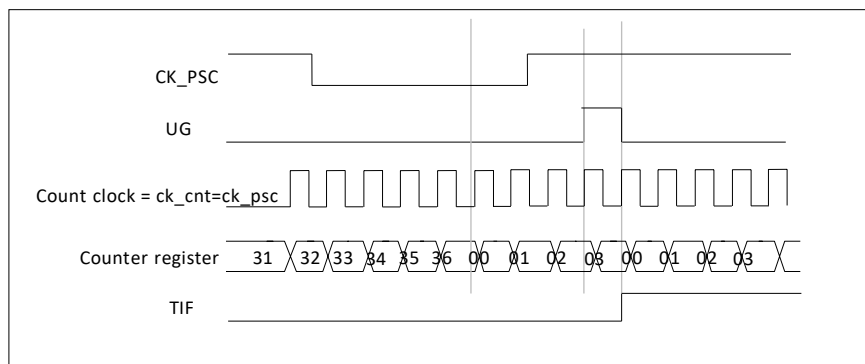 CK_PSC
UG
Count clock = ck_cnt=ck_psc
Counter register 31 32 33 34 35 36 00 01 02 03 00 01 02 03
TIF